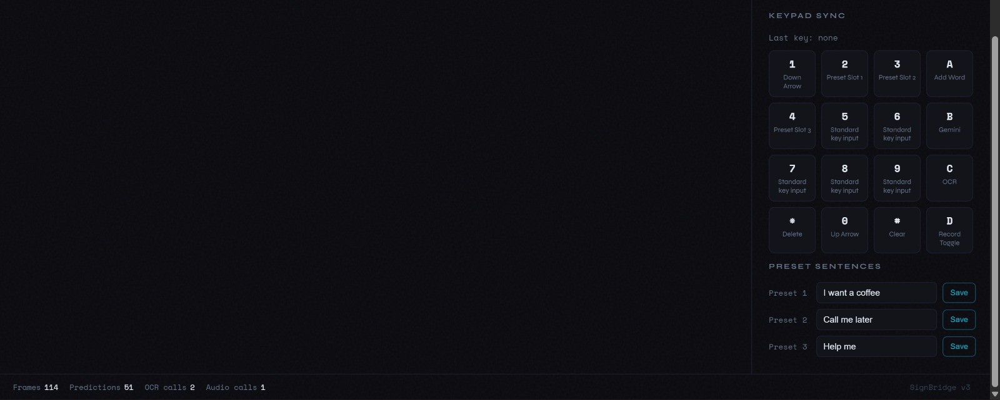 KEYPAD SYNC
Last key: none
1
Down
Arrow
2
Preset Slot 1
3
Preset Slot 2
A
Add Word
4
Preset Slot 3
5
Standard
key input
6
Standard
key input
B
Gemini
7
Standard
key input
8
Standard
key input
9
Standard
key input
C
OCR
*
Delete
0
Up Arrow
#
Clear
D
Record
Toggle
PRESET SENTENCES
Preset 1 I want a coffee Save
Preset 2 Call me later Save
Preset 3 Help me Save
Frames 114 Predictions 51 OCR calls 2 Audio calls 1 SignBridge v3